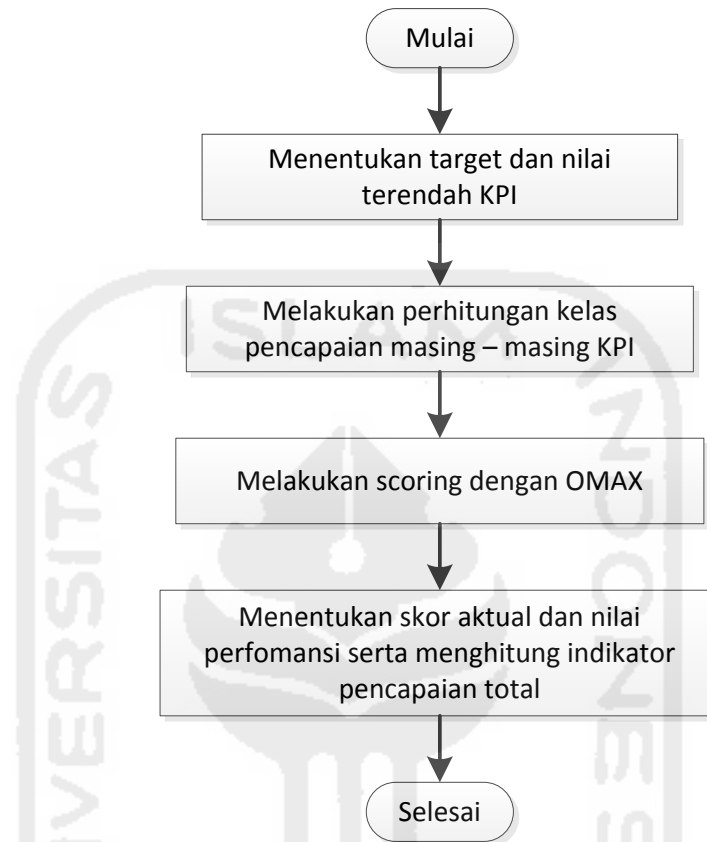 Mulai
Menentukan target dan nilai
terendah KPI
Melakukan perhitungan kelas
pencapaian masing – masing KPI
Melakukan scoring dengan OMAX
Menentukan skor aktual dan nilai
perfomansi serta menghitung indikator
pencapaian total
Selesai
ISLAM